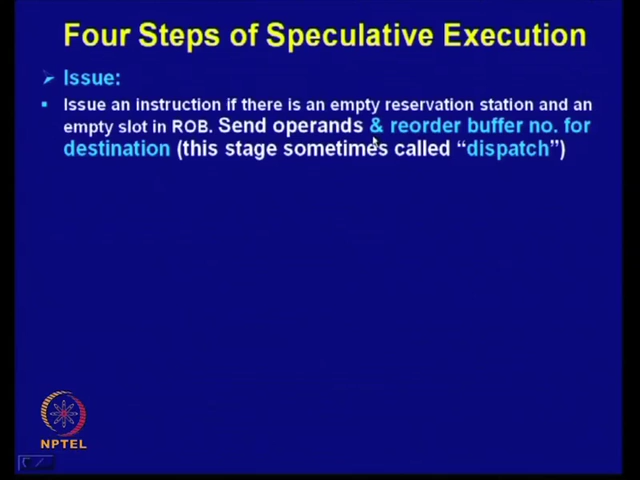 Four Steps of Speculative Execution
Issue:
Issue an instruction if there is an empty reservation station and an
empty slot in ROB. Send operands & reorder buffer no. for
destination (this stage sometimes called “dispatch”)
NPTEL